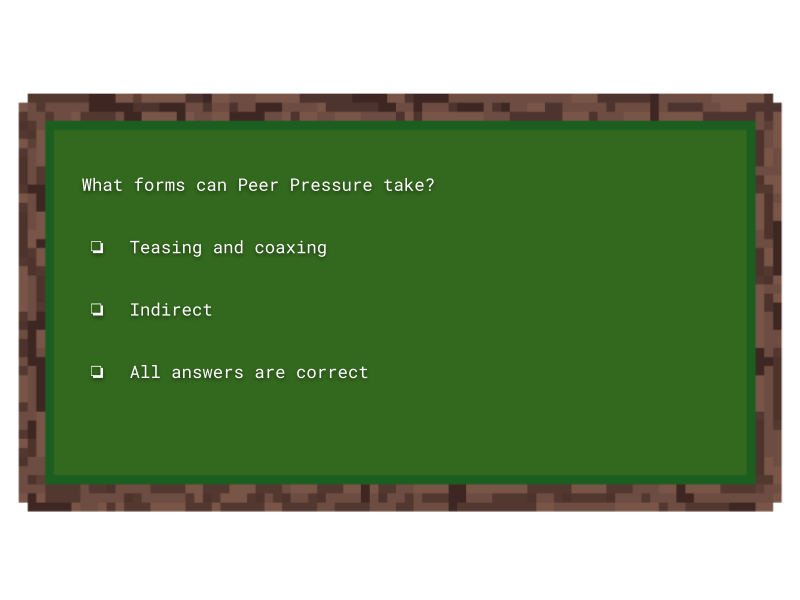 What forms can Peer Pressure take?
❏ Teasing and coaxing
❏ Indirect
❏ All answers are correct